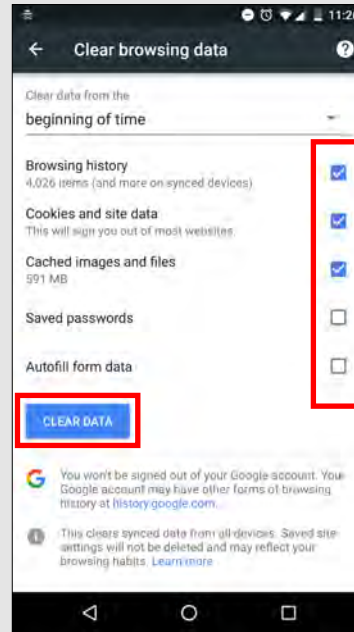 11:26
Clear browsing data
Clear data from the
beginning of time
Browsing history
4,026 items (and more on synced devices)
Cookies and site data
This will sign you out of most websites.
Cached images and files
591 MB
Saved passwords
Autofill form data
CLEAR DATA
You won't be signed out of your Google account. Your
Google account may have other forms of browsing
history at history.google.com.
This clears synced data from all devices. Saved site
settings will not be deleted and may reflect your
browsing habits. Learn more